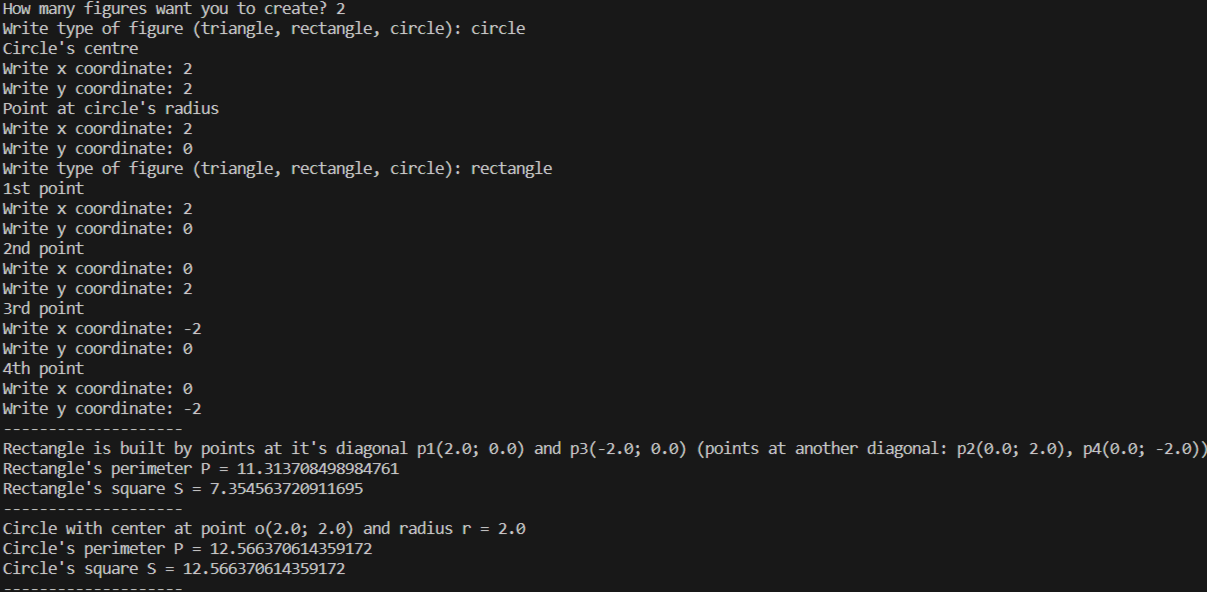 How many figures want you to create? 2
Write type of figure (triangle, rectangle, circle): circle
Circle's centre
Write x coordinate: 2
Write y coordinate: 2
Point at circle's radius
Write x coordinate: 2
Write y coordinate: 0
Write type of figure (triangle, rectangle, circle): rectangle
1st point
Write x coordinate: 2
Write y coordinate: 0
2nd point
Write x coordinate: 0
Write y coordinate: 2
3rd point
Write x coordinate: -2
Write y coordinate: 0
4th point
Write x coordinate: 0
Write y coordinate: -2
--------------------
Rectangle is built by points at it's diagonal p1(2.0; 0.0) and p3(-2.0; 0.0) (points at another diagonal: p2(0.0; 2.0), p4(0.0; -2.0))
Rectangle's perimeter P = 11.313708498984761
Rectangle's square S = 7.354563720911695
--------------------
Circle with center at point o(2.0; 2.0) and radius r = 2.0
Circle's perimeter P = 12.566370614359172
Circle's square S = 12.566370614359172
--------------------